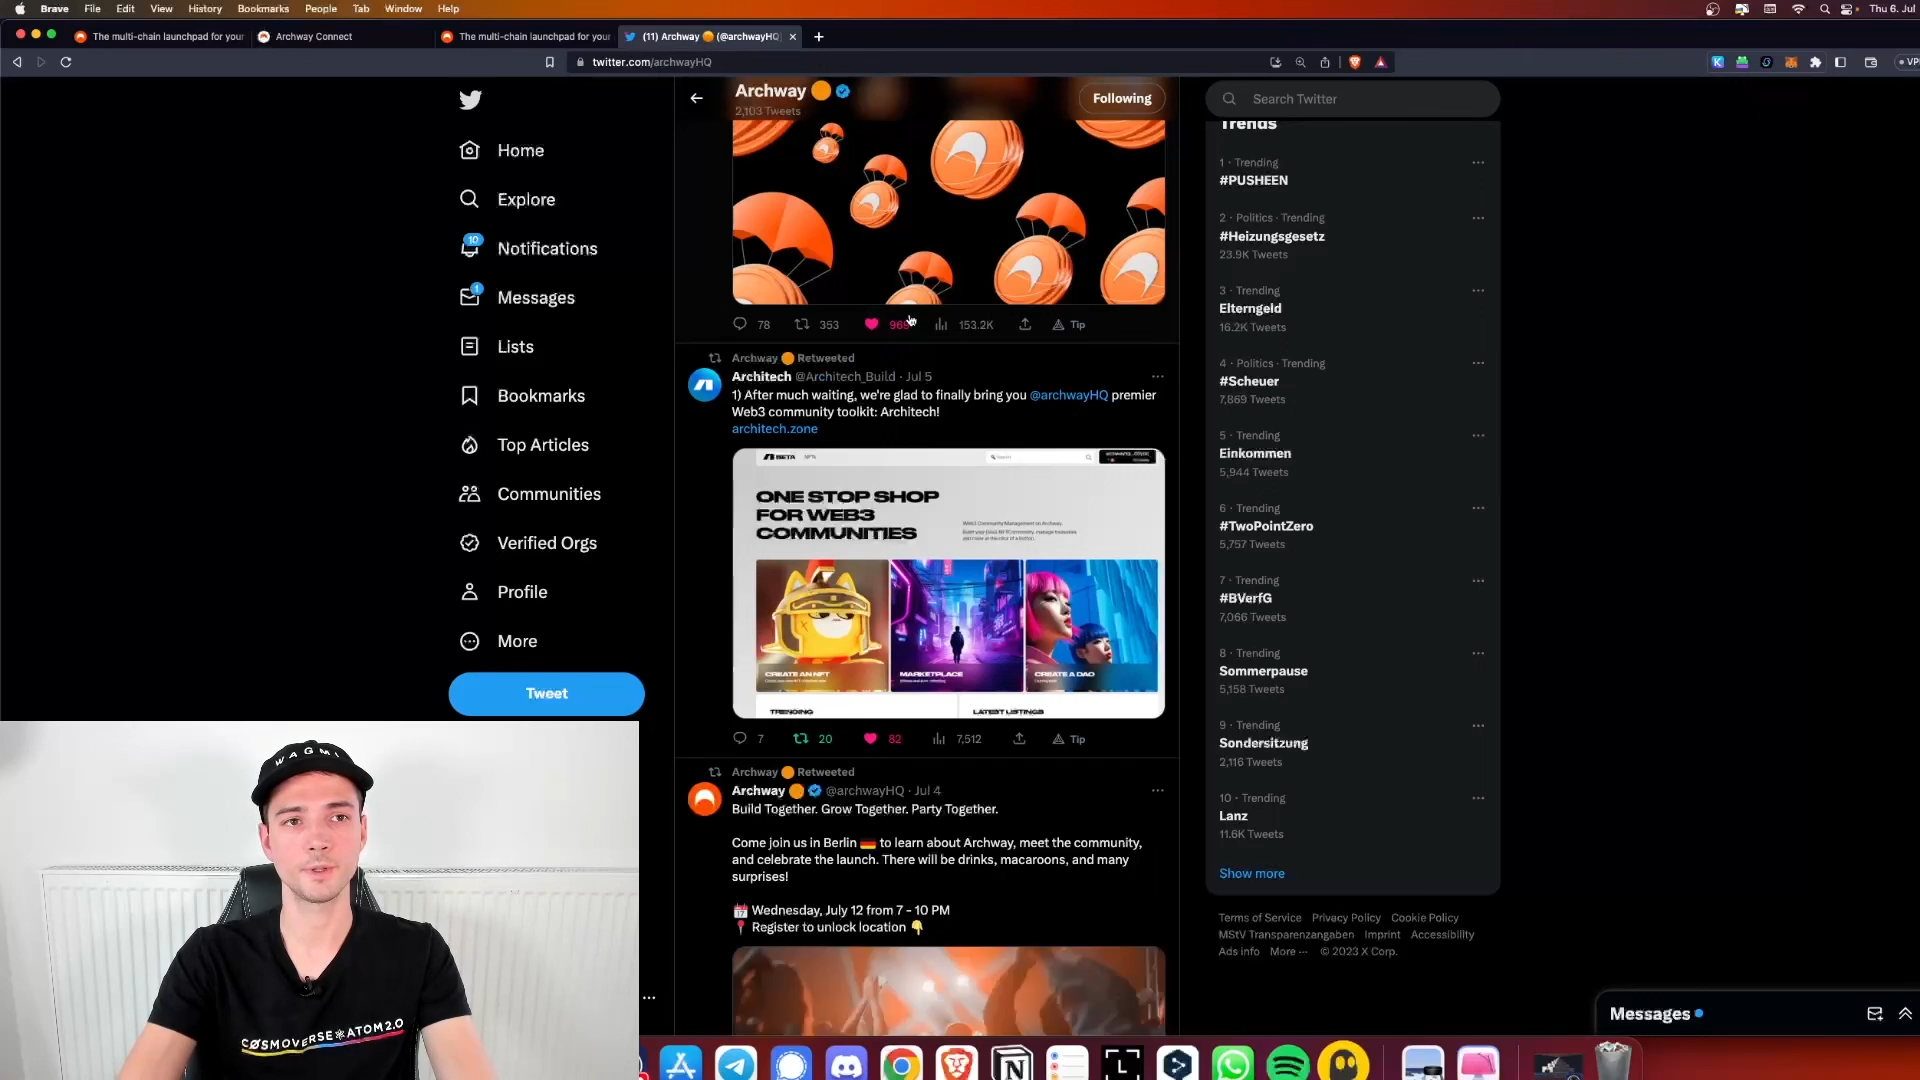 Brave File Edit View History Bookmarks People Tab Window Help
Thu 6. Jul
The multi-chain launchpad for your
Archway Connect
The multi-chain launchpad for your
(11) Archway 🟠 (@archwayHQ)
twitter.com/archwayHQ
VPN
Home
Explore
10
Notifications
1
Messages
Lists
Bookmarks
Top Articles
Communities
Verified Orgs
Profile
More
Tweet
Archway 🟠
2,103 Tweets
Following
78 353 969 153.2K Tip
Archway 🟠 Retweeted
Architech @Architech_Build · Jul 5
1) After much waiting, we're glad to finally bring you @archwayHQ premier
Web3 community toolkit: Architech!
architech.zone
BETA NFTs
Search
ONE STOP SHOP
FOR WEB3
COMMUNITIES
CREATE AN NFT
MARKETPLACE
CREATE A DAO
TRENDING
LATEST LISTINGS
7 20 82 7,512 Tip
Archway 🟠 Retweeted
Archway 🟠 @archwayHQ · Jul 4
Build Together. Grow Together. Party Together.
Come join us in Berlin 🇩🇪 to learn about Archway, meet the community,
and celebrate the launch. There will be drinks, macaroons, and many
surprises!
📅 Wednesday, July 12 from 7 - 10 PM
📍 Register to unlock location 👇
Search Twitter
Trends
1 · Trending
#PUSHEEN
2 · Politics · Trending
#Heizungsgesetz
23.9K Tweets
3 · Trending
Elterngeld
16.2K Tweets
4 · Politics · Trending
#Scheuer
7,869 Tweets
5 · Trending
Einkommen
5,944 Tweets
6 · Trending
#TwoPointZero
5,757 Tweets
7 · Trending
#BVerfG
7,066 Tweets
8 · Trending
Sommerpause
5,158 Tweets
9 · Trending
Sondersitzung
2,116 Tweets
10 · Trending
Lanz
11.6K Tweets
Show more
Terms of Service Privacy Policy Cookie Policy
MStV Transparenzangaben Imprint Accessibility
Ads info More ··· © 2023 X Corp.
Messages
WAGMI
COSMOVERSE⚛ATOM2.0